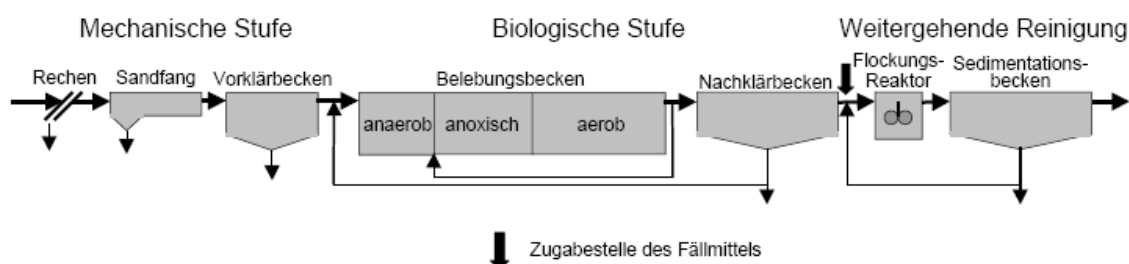 Mechanische Stufe
Biologische Stufe
Weitergehende Reinigung
Rechen
Sandfang
Vorklärbecken
Belebungsbecken
Nachklärbecken
Flockungs-
Reaktor
Sedimentations-
becken
anaerob
anoxisch
aerob
Zugabestelle des Fällmittels